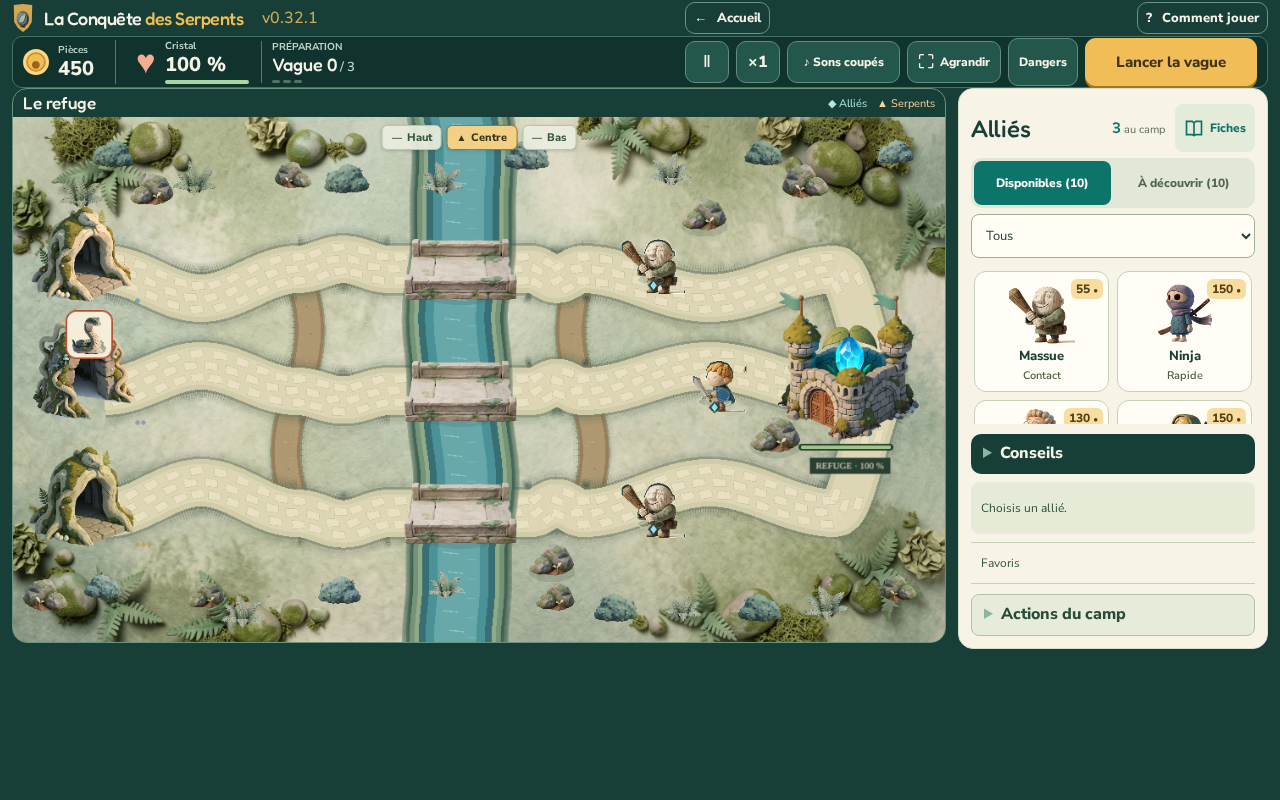 La Conquête des Serpents v0.32.1
← Accueil
? Comment jouer
Pièces
450
Cristal
100 %
PRÉPARATION
Vague 0 / 3
×1
♪ Sons coupés
Agrandir
Dangers
Lancer la vague
Le refuge
◆ Alliés ▲ Serpents
— Haut
▲ Centre
— Bas
REFUGE · 100 %
Alliés
3 au camp
Fiches
Disponibles (10)
À découvrir (10)
Tous
55 •
Massue
Contact
150 •
Ninja
Rapide
130 •
150 •
Conseils
Choisis un allié.
Favoris
Actions du camp